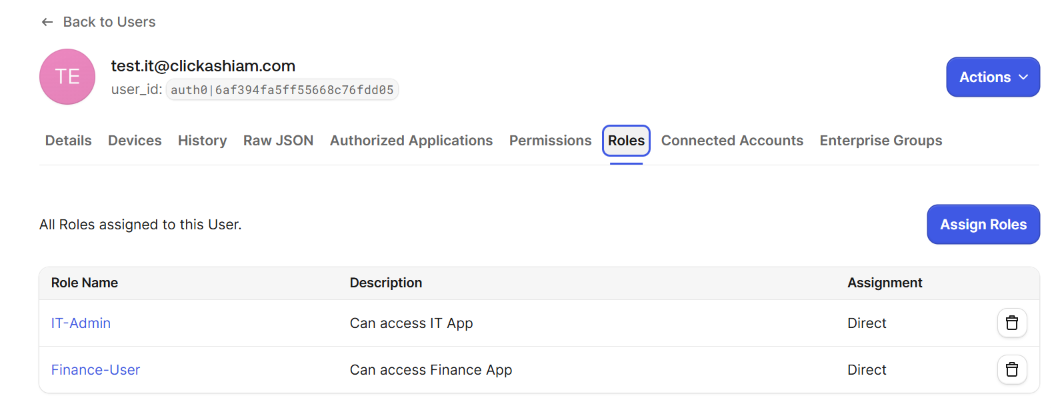 ← Back to Users
TE
test.it@clickashiam.com
user_id: auth0|6af394fa5ff55668c76fdd05
Actions
Details Devices History Raw JSON Authorized Applications Permissions Roles Connected Accounts Enterprise Groups
All Roles assigned to this User.
Assign Roles
Role Name Description Assignment
IT-Admin Can access IT App Direct
Finance-User Can access Finance App Direct